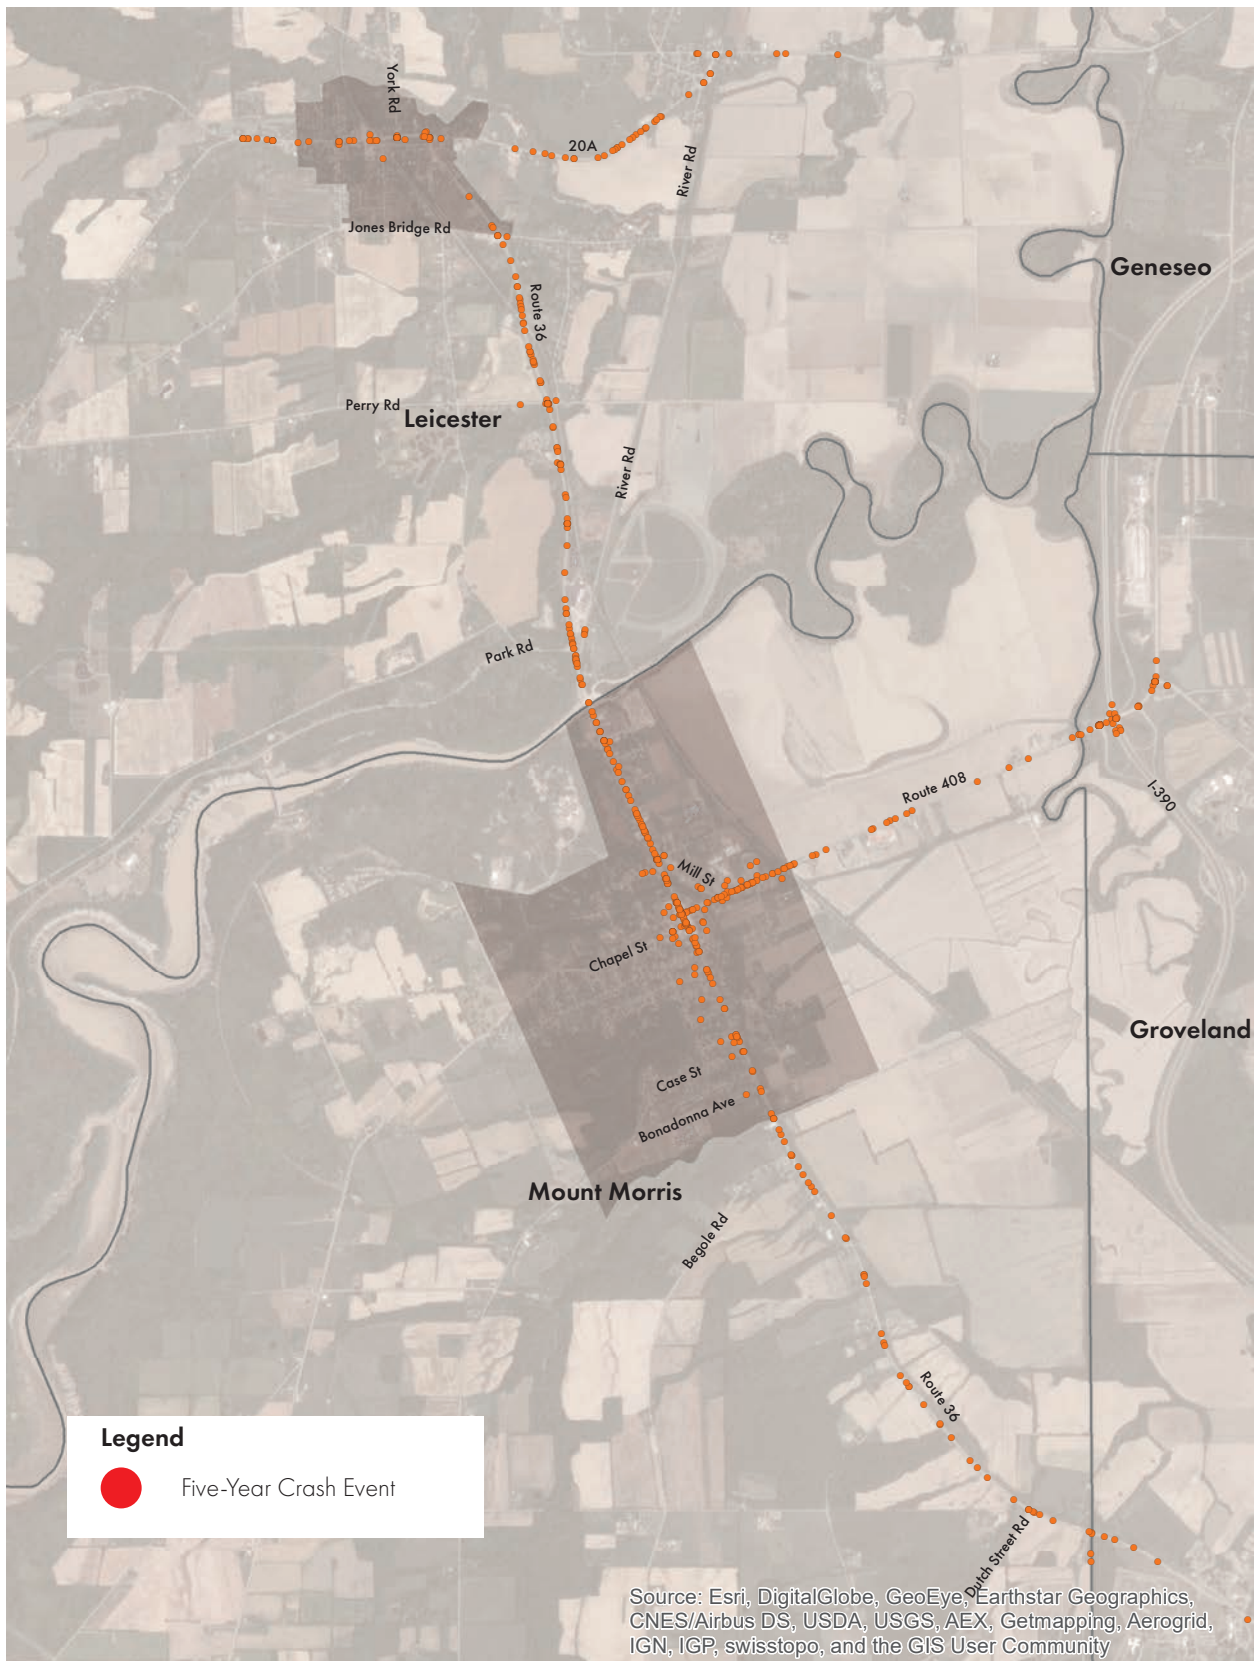 York Rd
20A
River Rd
Jones Bridge Rd
Geneseo
Route 36
Perry Rd
Leicester
River Rd
Park Rd
Route 408
I-390
Mill St
Chapel St
Groveland
Case St
Bonadonna Ave
Mount Morris
Begole Rd
Route 36
Legend
Five-Year Crash Event
Dutch Street Rd
Source: Esri, DigitalGlobe, GeoEye, Earthstar Geographics,
CNES/Airbus DS, USDA, USGS, AEX, Getmapping, Aerogrid,
IGN, IGP, swisstopo, and the GIS User Community